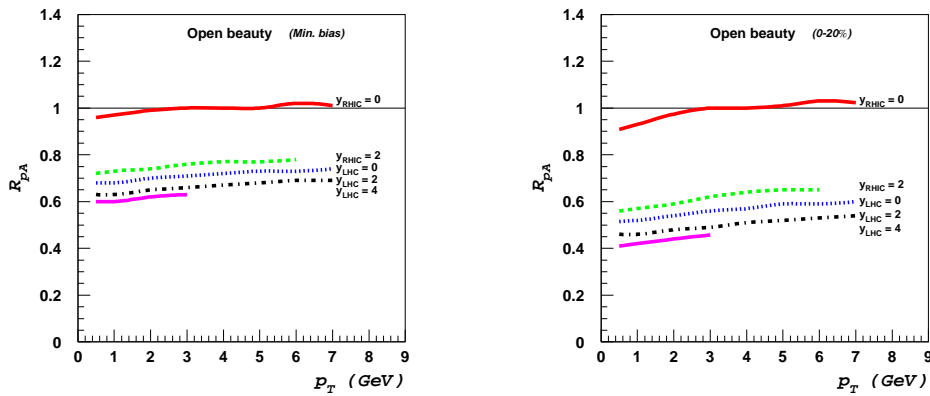 Open beauty (Min. bias)
R_pA
1.4
1.2
1
0.8
0.6
0.4
0.2
0
y_RHIC = 0
y_RHIC = 2
y_LHC = 0
y_LHC = 2
y_LHC = 4
0 1 2 3 4 5 6 7 8 9
p_T (GeV)
Open beauty (0-20%)
R_pA
1.4
1.2
1
0.8
0.6
0.4
0.2
0
y_RHIC = 0
y_RHIC = 2
y_LHC = 0
y_LHC = 2
y_LHC = 4
0 1 2 3 4 5 6 7 8 9
p_T (GeV)